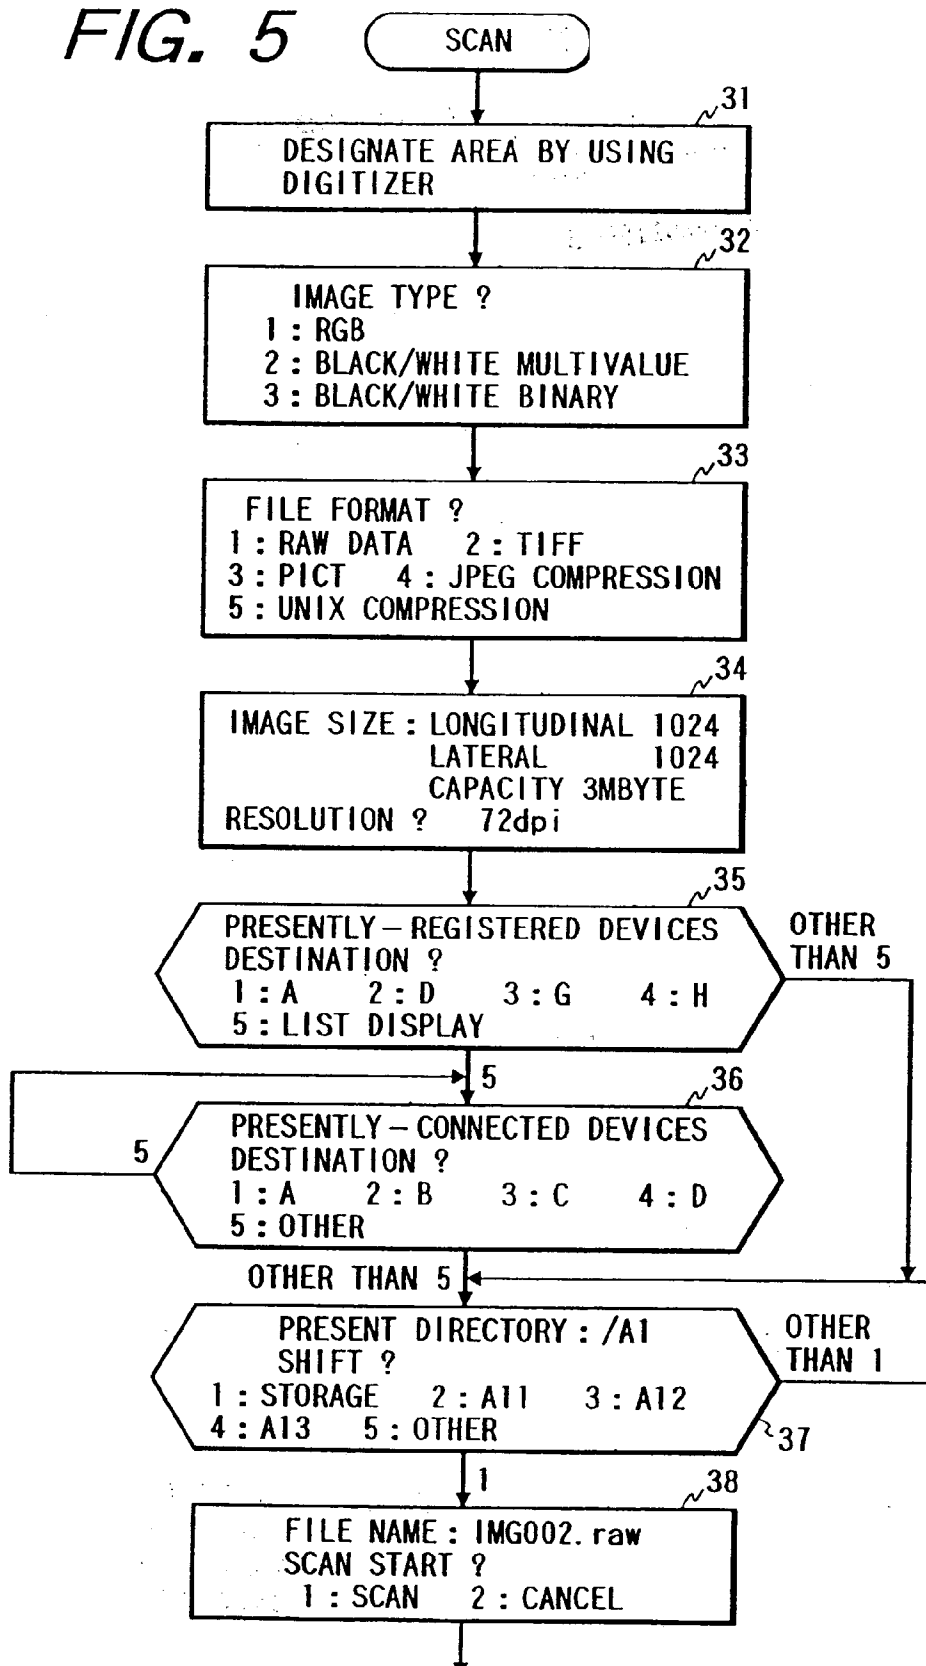 FIG. 5
SCAN
31
DESIGNATE AREA BY USING
DIGITIZER
32
IMAGE TYPE ?
1 : RGB
2 : BLACK/WHITE MULTIVALUE
3 : BLACK/WHITE BINARY
33
FILE FORMAT ?
1 : RAW DATA 2 : TIFF
3 : PICT 4 : JPEG COMPRESSION
5 : UNIX COMPRESSION
34
IMAGE SIZE : LONGITUDINAL 1024
LATERAL 1024
CAPACITY 3MBYTE
RESOLUTION ? 72dpi
35
PRESENTLY-REGISTERED DEVICES
DESTINATION ?
1 : A 2 : D 3 : G 4 : H
5 : LIST DISPLAY
OTHER
THAN 5
5
36
PRESENTLY-CONNECTED DEVICES
DESTINATION ?
1 : A 2 : B 3 : C 4 : D
5 : OTHER
5
OTHER THAN 5
PRESENT DIRECTORY : /A1
SHIFT ?
1 : STORAGE 2 : A11 3 : A12
4 : A13 5 : OTHER
OTHER
THAN 1
37
1
38
FILE NAME : IMG002.raw
SCAN START ?
1 : SCAN 2 : CANCEL